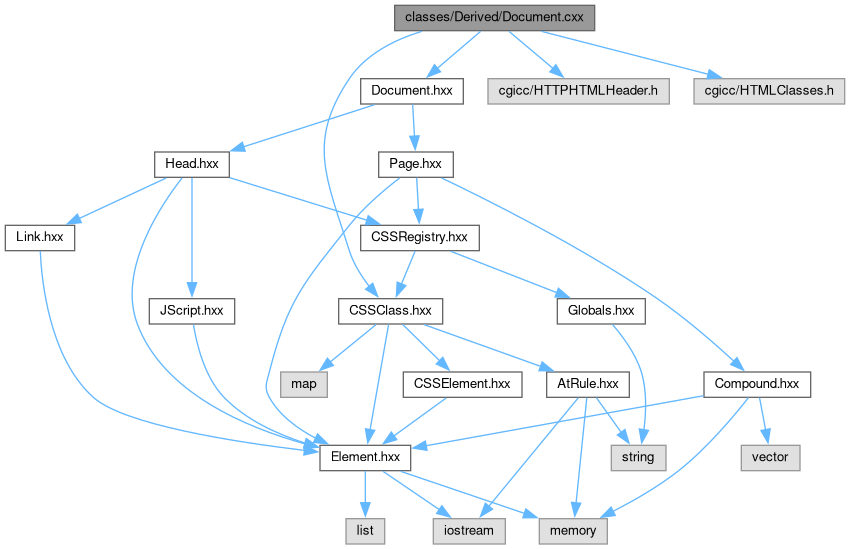 classes/Derived/Document.cxx
Document.hxx
cgicc/HTTPHTMLHeader.h
cgicc/HTMLClasses.h
Head.hxx
Page.hxx
Link.hxx
CSSRegistry.hxx
JScript.hxx
CSSClass.hxx
Globals.hxx
map
CSSElement.hxx
AtRule.hxx
Compound.hxx
Element.hxx
string
vector
list
iostream
memory